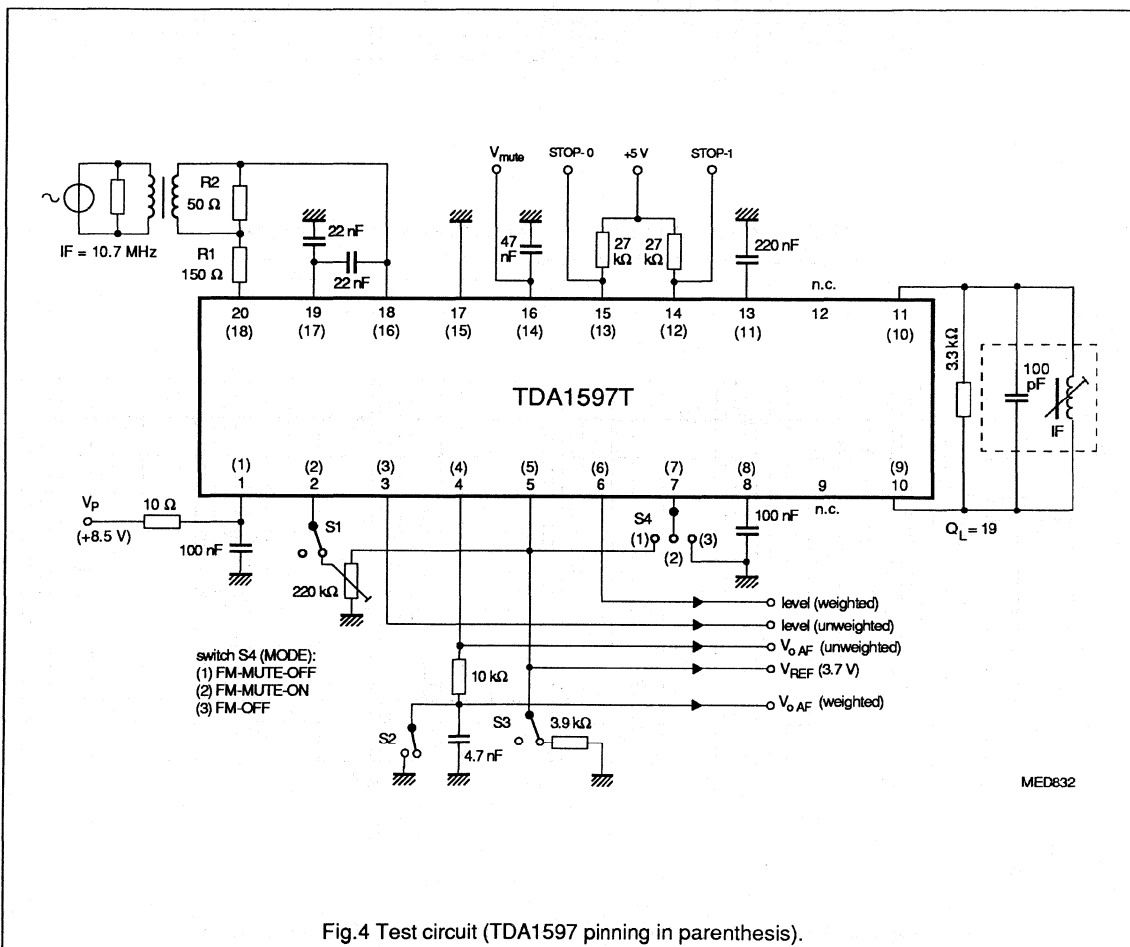 V mute
STOP-0
+5 V
STOP-1
R2
50 Ω
IF = 10.7 MHz
R1
150 Ω
22 nF
22 nF
47
nF
27
kΩ
27
kΩ
220 nF
n.c.
20
19
18
17
16
15
14
13
12
11
(18)
(17)
(16)
(15)
(14)
(13)
(12)
(11)
(10)
3.3 kΩ
100
pF
IF
TDA1597T
(1)
(2)
(3)
(4)
(5)
(6)
(7)
(8)
(9)
1
2
3
4
5
6
7
8
9
10
n.c.
VP
(+8.5 V)
10 Ω
100 nF
S1
220 kΩ
S4
(1)
(2)
(3)
100 nF
QL = 19
level (weighted)
level (unweighted)
Vo AF (unweighted)
VREF (3.7 V)
Vo AF (weighted)
switch S4 (MODE):
(1) FM-MUTE-OFF
(2) FM-MUTE-ON
(3) FM-OFF
10 kΩ
S2
4.7 nF
S3
3.9 kΩ
MED832
Fig.4 Test circuit (TDA1597 pinning in parenthesis).